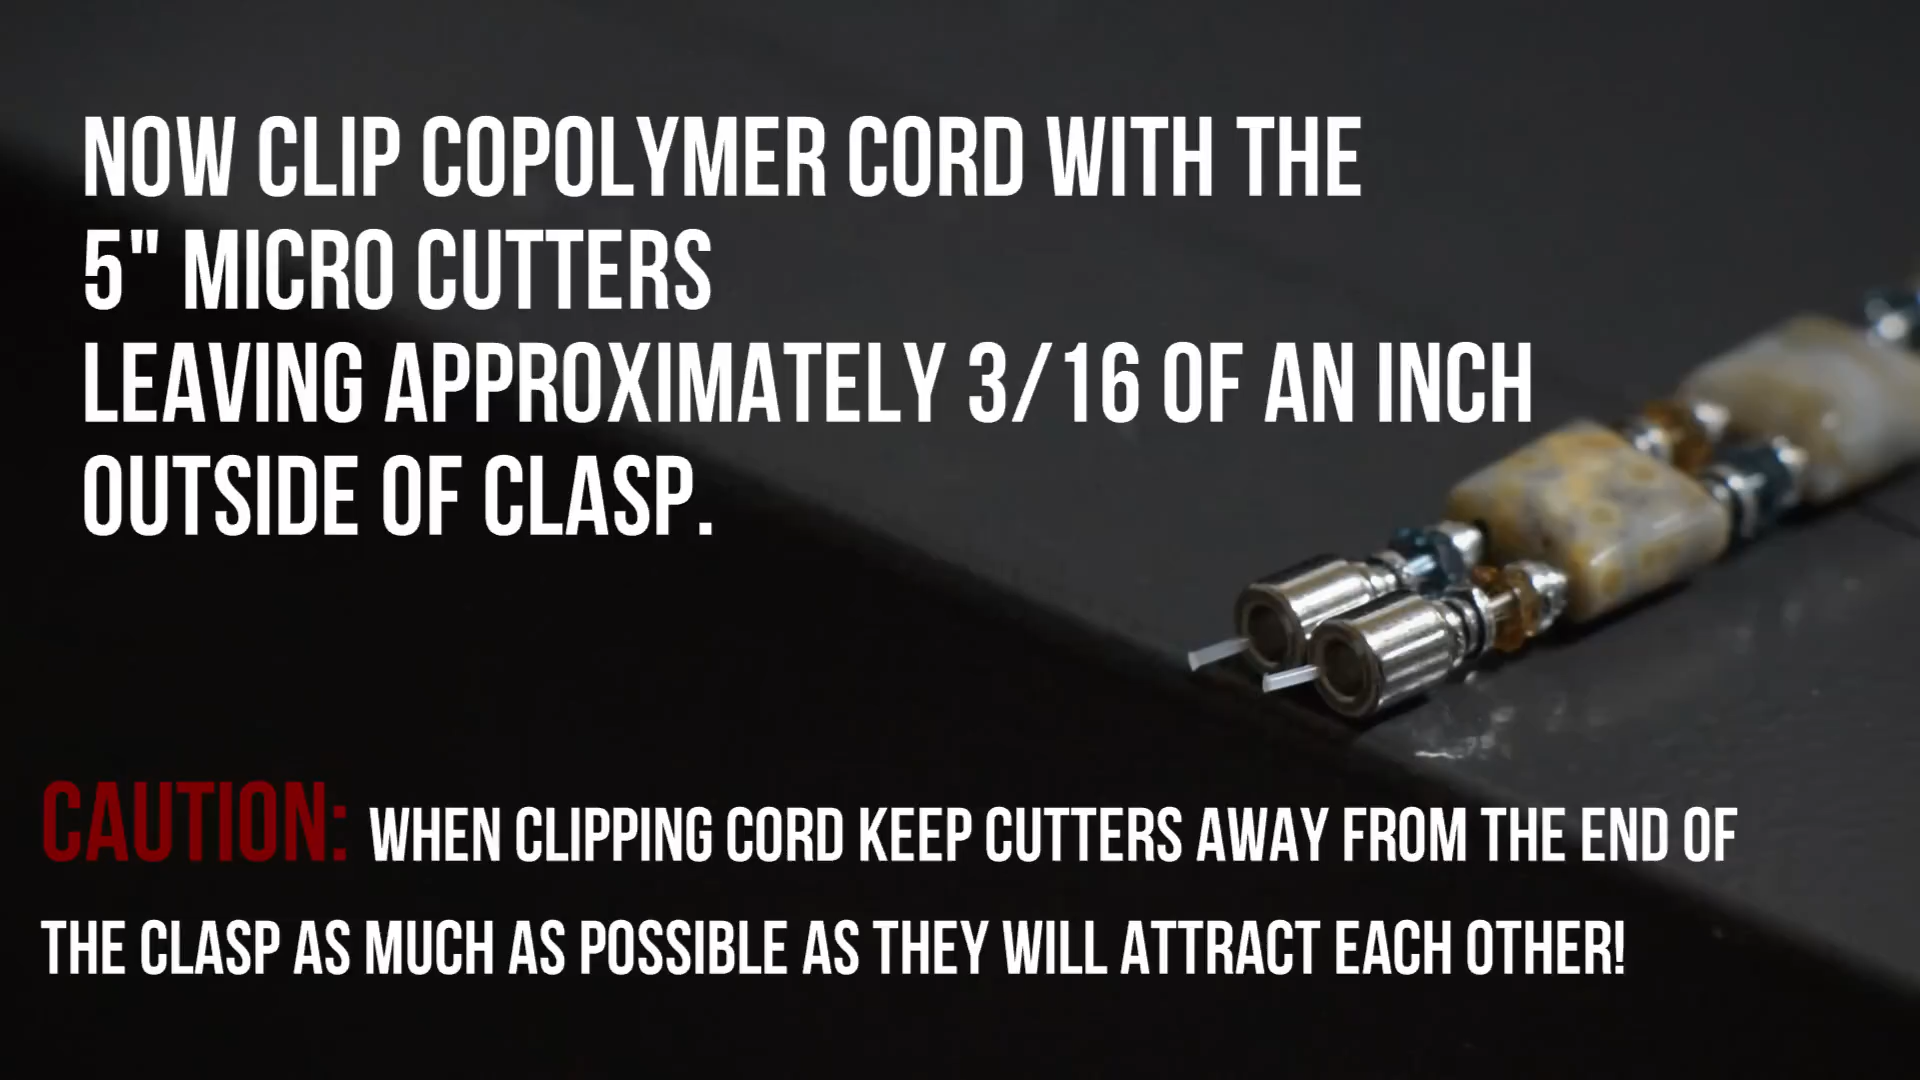 NOW CLIP COPOLYMER CORD WITH THE
5" MICRO CUTTERS
LEAVING APPROXIMATELY 3/16 OF AN INCH
OUTSIDE OF CLASP.
CAUTION: WHEN CLIPPING CORD KEEP CUTTERS AWAY FROM THE END OF
THE CLASP AS MUCH AS POSSIBLE AS THEY WILL ATTRACT EACH OTHER!